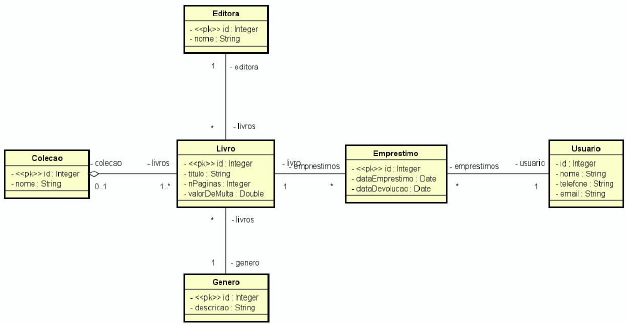 Editora
- <<pk>> id : Integer
- nome : String
1
- editora
*
- livros
Colecao
- <<pk>> id : Integer
- nome : String
- colecao
0..1
- livros
1..*
Livro
- <<pk>> id : Integer
- titulo : String
- nPaginas : Integer
- valorDeMulta : Double
- livro
1
- emprestimos
*
Emprestimo
- <<pk>> id : Integer
- dataEmprestimo : Date
- dataDevolucao : Date
- emprestimos
*
- usuario
1
Usuario
- id : Integer
- nome : String
- telefone : String
- email : String
*
- livros
1
- genero
Genero
- <<pk>> id : Integer
- descricao : String